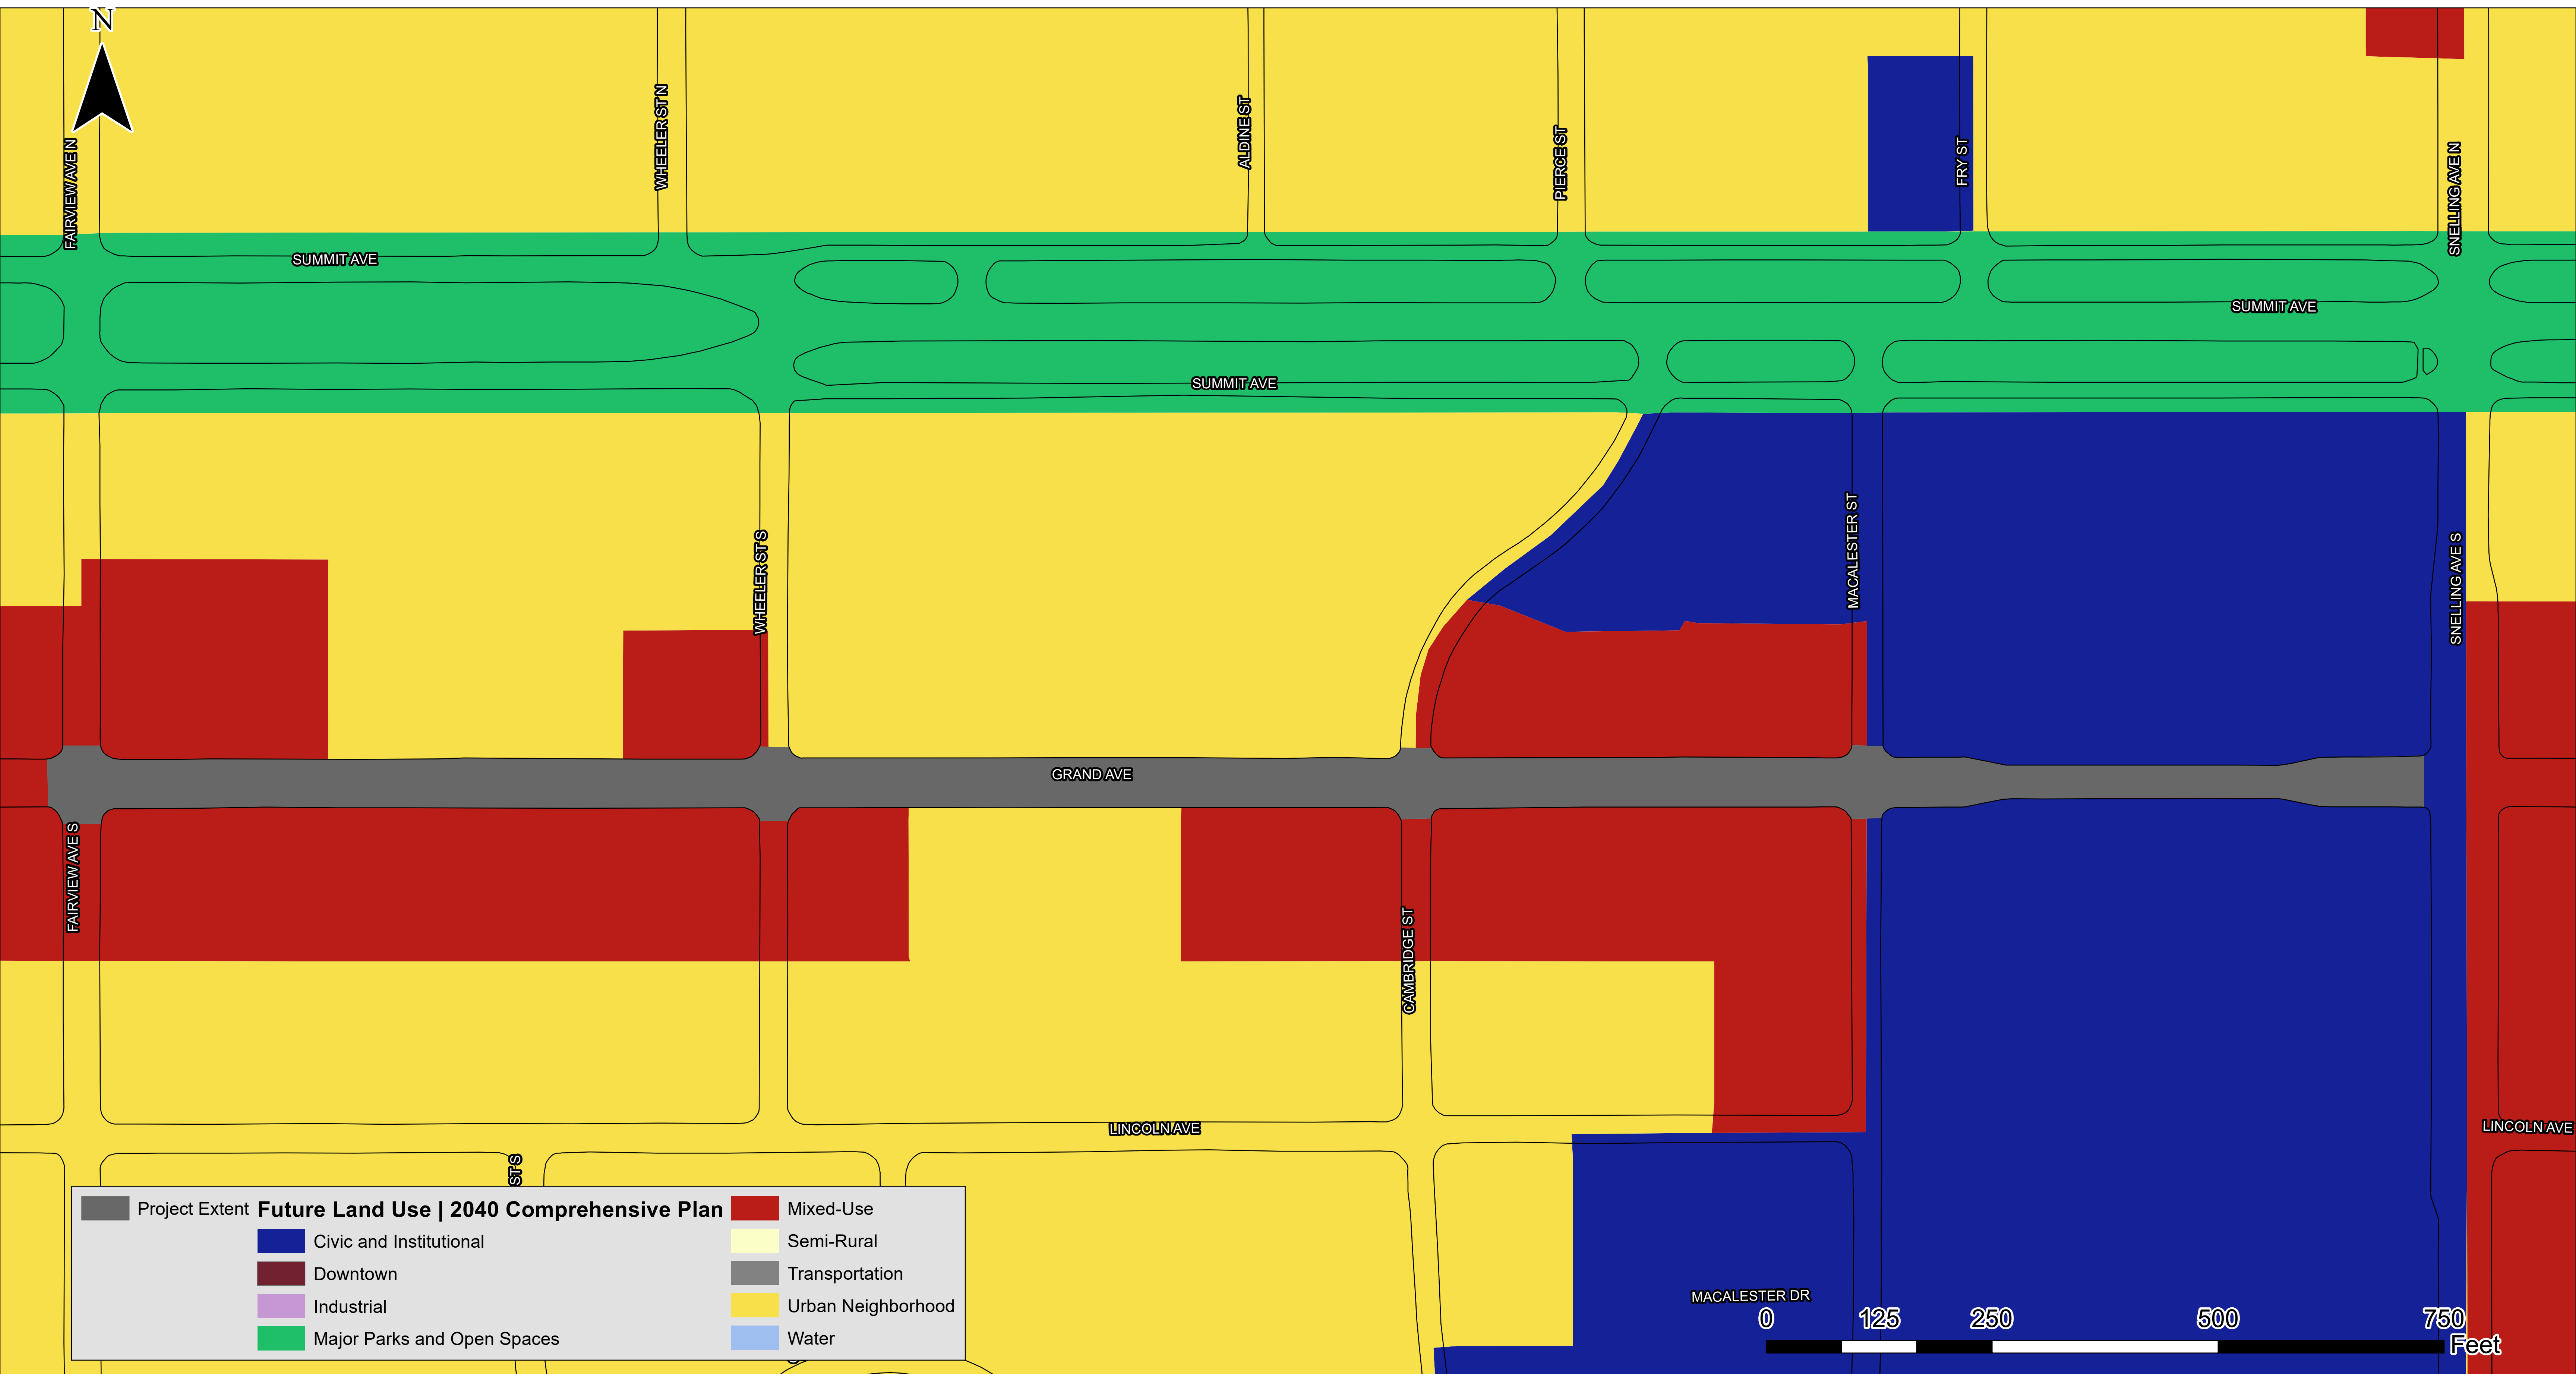 N
FAIRVIEW AVE N
WHEELER ST N
ALDINE ST
PIERCE ST
FRY ST
SNELLING AVE N
SUMMIT AVE
SUMMIT AVE
SUMMIT AVE
WHEELER ST S
MACALESTER ST
SNELLING AVE S
GRAND AVE
FAIRVIEW AVE S
CAMBRIDGE ST
LINCOLN AVE
LINCOLN AVE
ST S
MACALESTER DR
Project Extent
Future Land Use | 2040 Comprehensive Plan
Civic and Institutional
Downtown
Industrial
Major Parks and Open Spaces
Mixed-Use
Semi-Rural
Transportation
Urban Neighborhood
Water
0 125 250 500 750
Feet